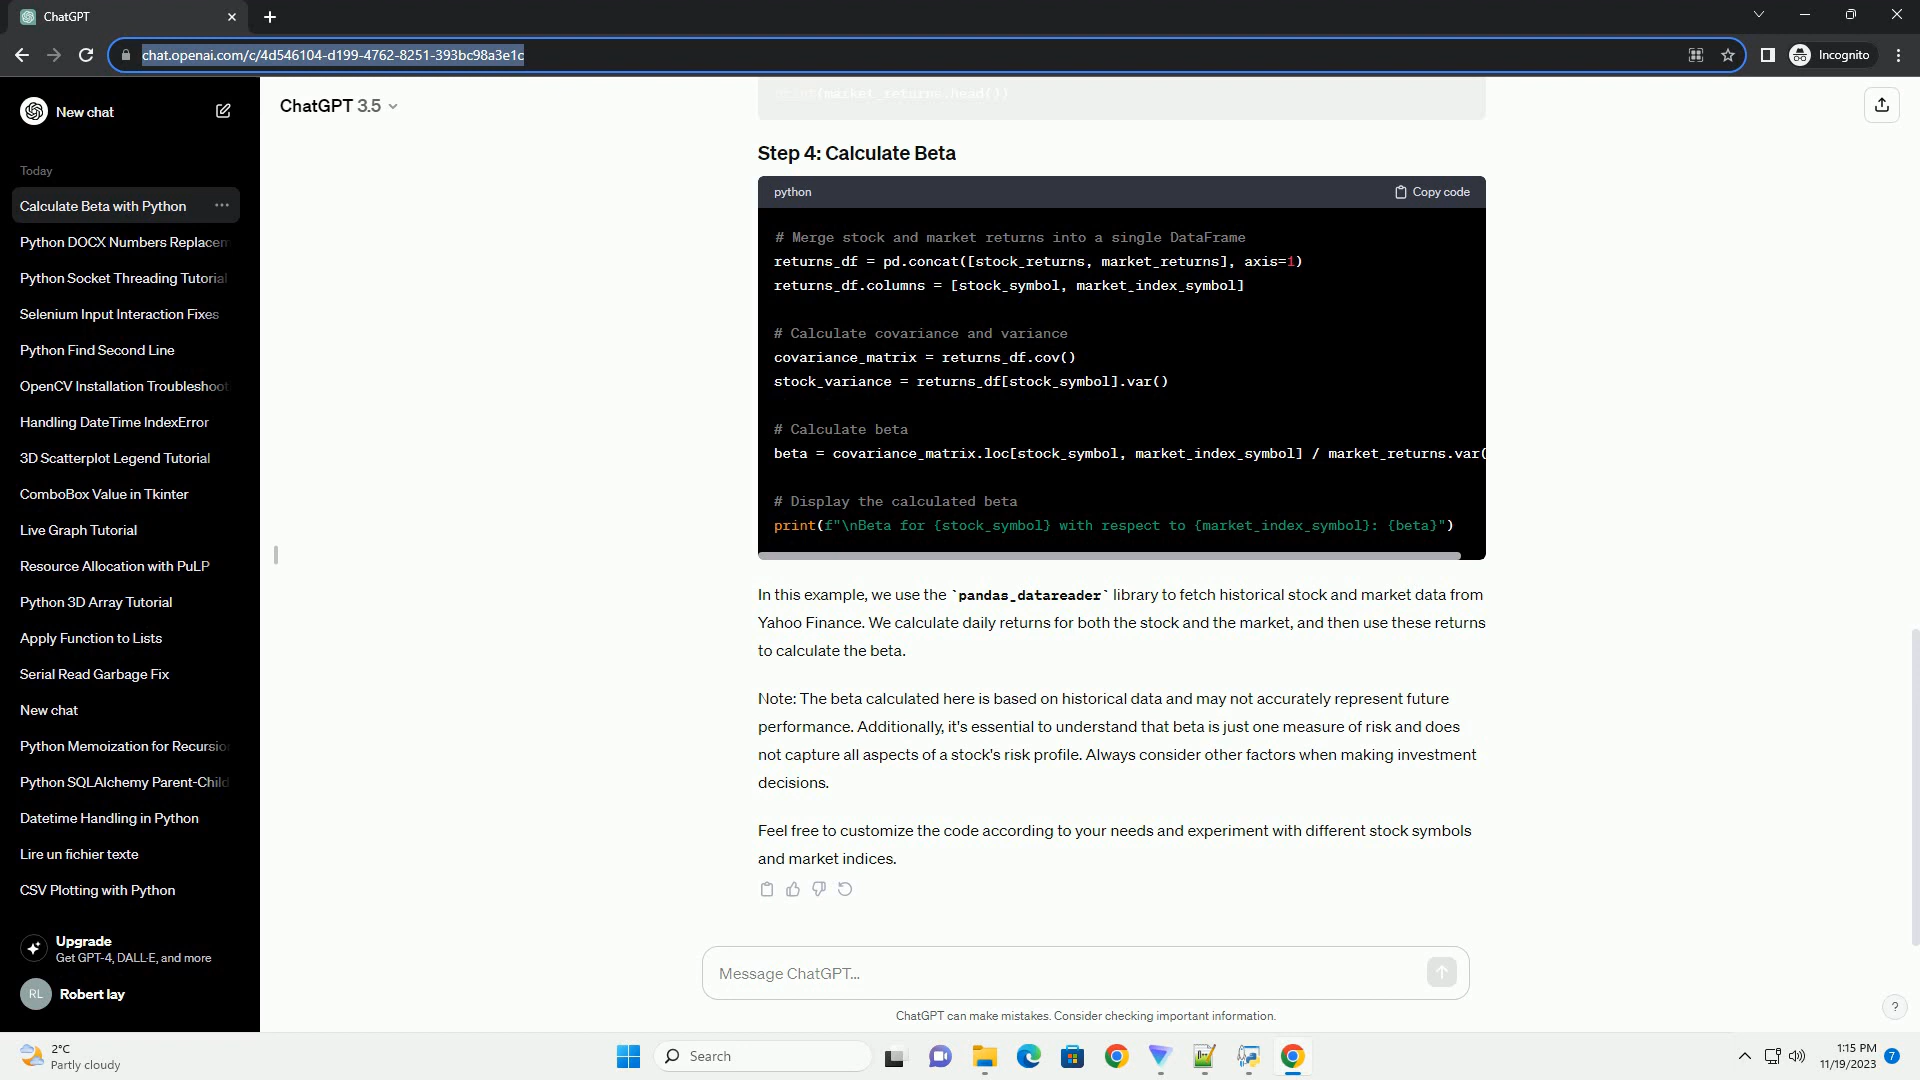 ChatGPT
chat.openai.com/c/4d546104-d199-4762-8251-393bc98a3e1c
Incognito
New chat
Today
Calculate Beta with Python
Python DOCX Numbers Replacem
Python Socket Threading Tutorial
Selenium Input Interaction Fixes
Python Find Second Line
OpenCV Installation Troubleshoot
Handling DateTime IndexError
3D Scatterplot Legend Tutorial
ComboBox Value in Tkinter
Live Graph Tutorial
Resource Allocation with PuLP
Python 3D Array Tutorial
Apply Function to Lists
Serial Read Garbage Fix
New chat
Python Memoization for Recursion
Python SQLAlchemy Parent-Child
Datetime Handling in Python
Lire un fichier texte
CSV Plotting with Python
Upgrade
Get GPT-4, DALL·E, and more
RL
Robert lay
ChatGPT 3.5
print(market_returns.head())
Step 4: Calculate Beta
python
Copy code
# Merge stock and market returns into a single DataFrame
returns_df = pd.concat([stock_returns, market_returns], axis=1)
returns_df.columns = [stock_symbol, market_index_symbol]
# Calculate covariance and variance
covariance_matrix = returns_df.cov()
stock_variance = returns_df[stock_symbol].var()
# Calculate beta
beta = covariance_matrix.loc[stock_symbol, market_index_symbol] / market_returns.var(
# Display the calculated beta
print(f"\nBeta for {stock_symbol} with respect to {market_index_symbol}: {beta}")
In this example, we use the `pandas_datareader` library to fetch historical stock and market data from
Yahoo Finance. We calculate daily returns for both the stock and the market, and then use these returns
to calculate the beta.
Note: The beta calculated here is based on historical data and may not accurately represent future
performance. Additionally, it's essential to understand that beta is just one measure of risk and does
not capture all aspects of a stock's risk profile. Always consider other factors when making investment
decisions.
Feel free to customize the code according to your needs and experiment with different stock symbols
and market indices.
Message ChatGPT...
ChatGPT can make mistakes. Consider checking important information.
?
2°C
Partly cloudy
Search
1:15 PM
11/19/2023
7